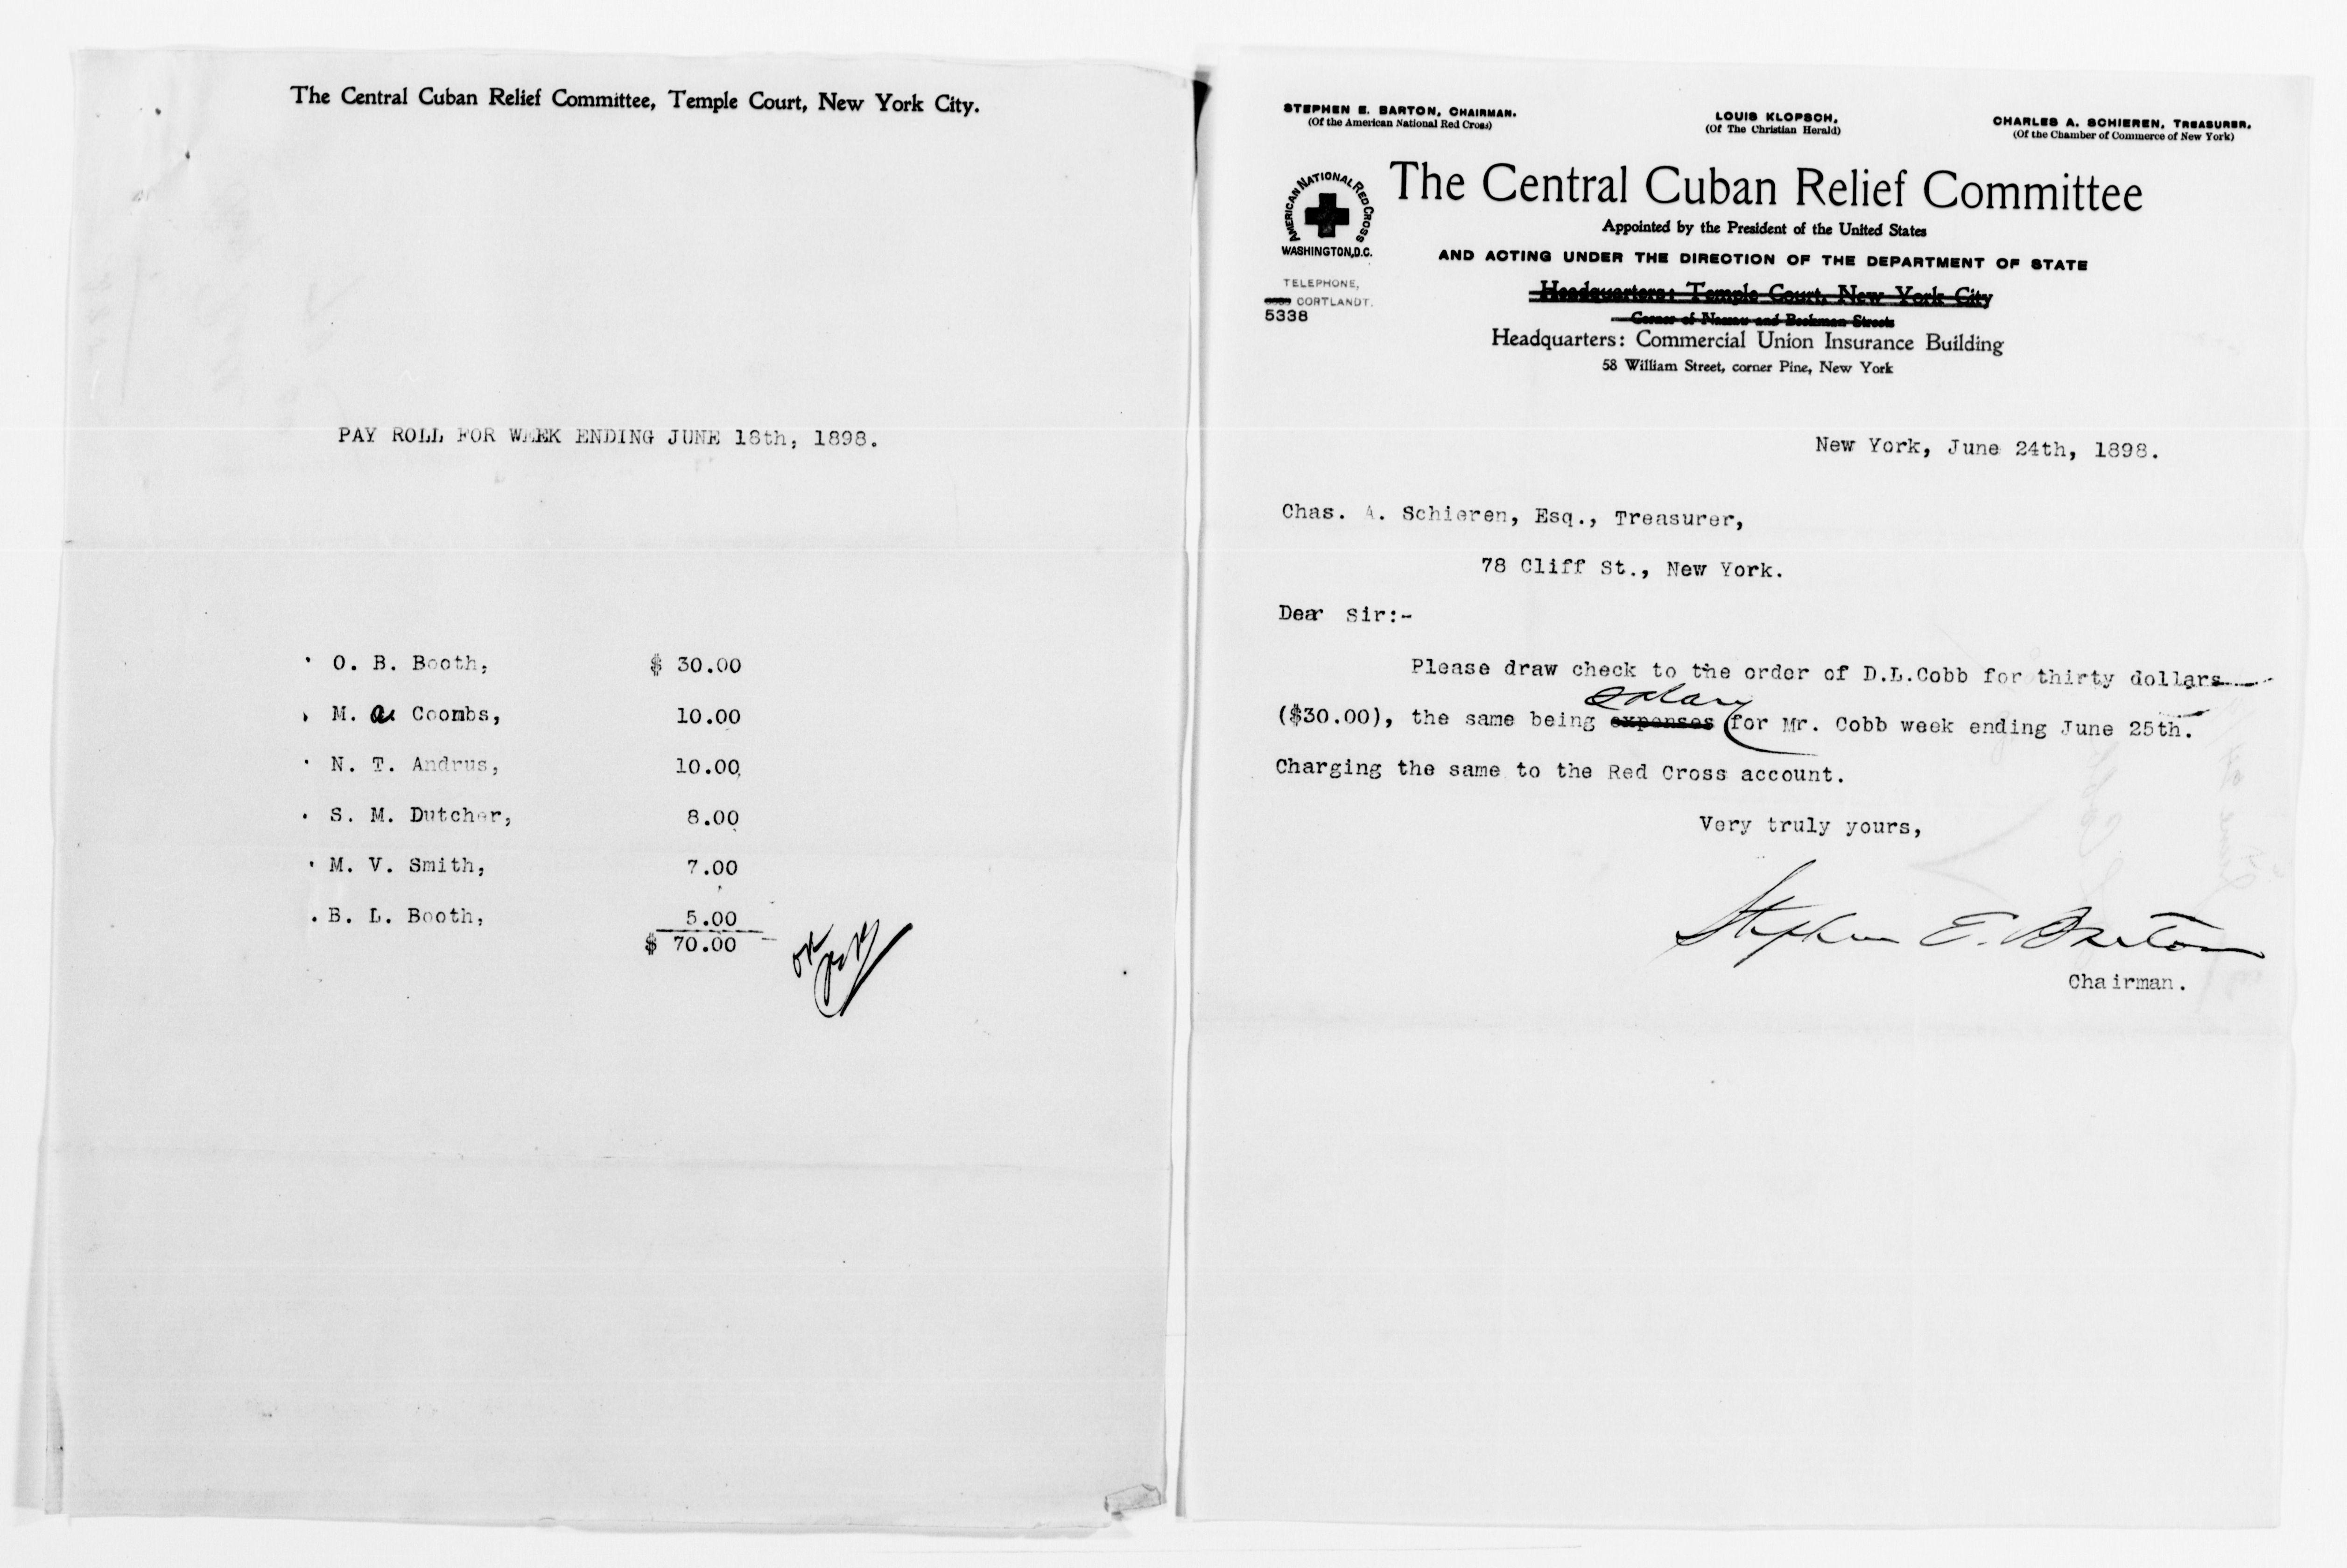 The Central Cuban Relief Committee, Temple Court, New York City.
PAY ROLL FOR WEEK ENDING JUNE 18th, 1898.
O. B. Booth, $ 30.00
M. A. Coombs, 10.00
N. T. Andrus, 10.00
S. M. Dutcher, 8.00
M. V. Smith, 7.00
B. L. Booth, 5.00
$ 70.00
OK
STEPHEN E. BARTON, CHAIRMAN.
(Of the American National Red Cross)
LOUIS KLOPSCH,
(Of The Christian Herald)
CHARLES A. SCHIEREN, TREASURER,
(Of the Chamber of Commerce of New York)
AMERICAN NATIONAL RED CROSS
WASHINGTON, D.C.
TELEPHONE,
CORTLANDT.
5338
The Central Cuban Relief Committee
Appointed by the President of the United States
AND ACTING UNDER THE DIRECTION OF THE DEPARTMENT OF STATE
Headquarters: Temple Court, New York City
Corner of Nassau and Beekman Streets
Headquarters: Commercial Union Insurance Building
58 William Street, corner Pine, New York
New York, June 24th, 1898.
Chas. A. Schieren, Esq., Treasurer,
78 Cliff St., New York.
Dear Sir:-
Please draw check to the order of D.L.Cobb for thirty dollars
salary
($30.00), the same being expenses for Mr. Cobb week ending June 25th.
Charging the same to the Red Cross account.
Very truly yours,
Stephen E. Barton
Chairman.